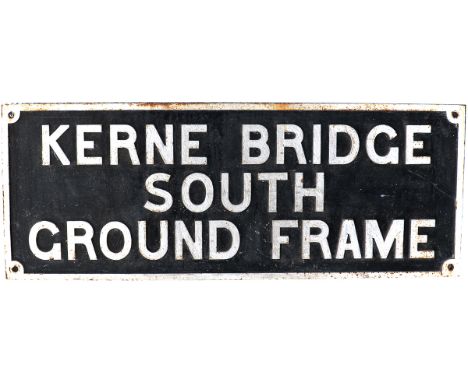 KERNE BRIDGE
SOUTH
GROUND FRAME